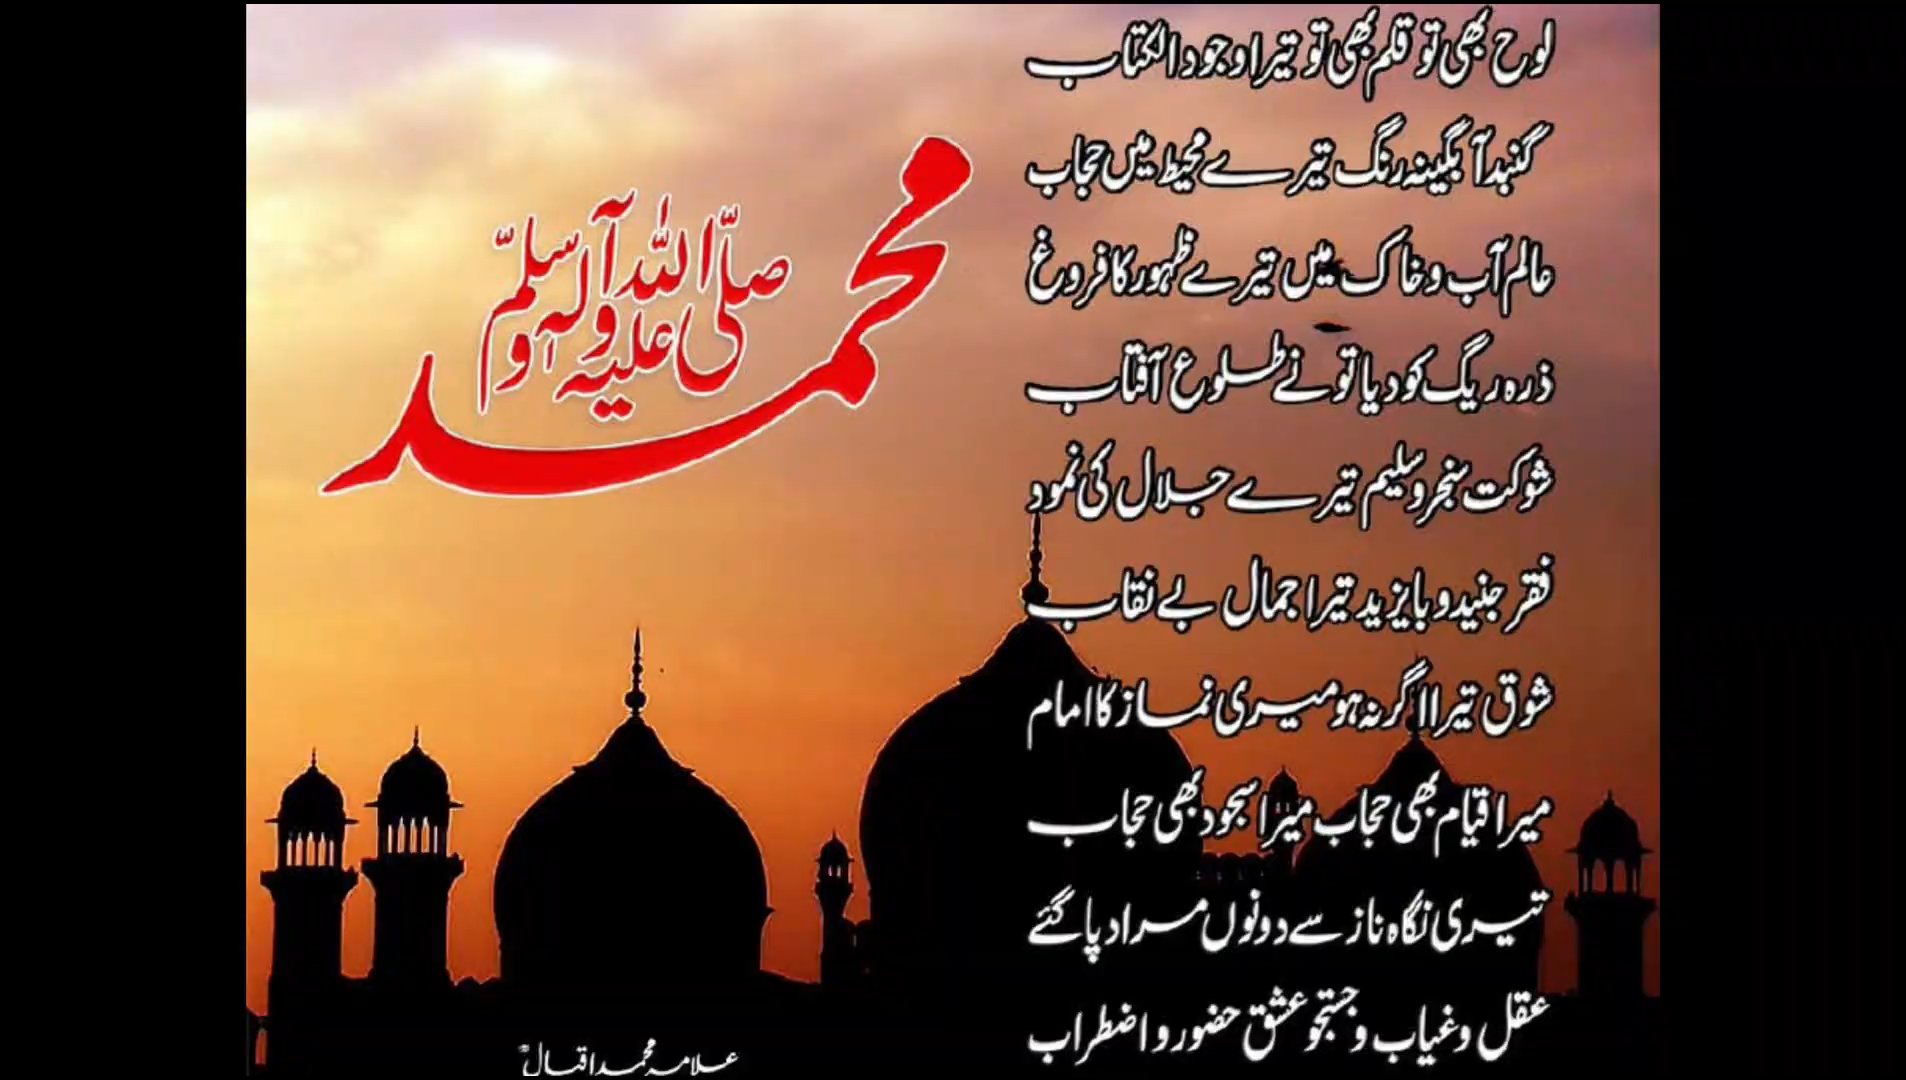 لوح بھی تو قلم بھی تو تیرا وجود الکتاب
گنبد آبگینہ رنگ تیرے محیط میں حجاب
عالم آب و خاک میں تیرے ظہور کا فروغ
ذرہ ریگ کو دیا تو نے طلوع آفتاب
شوکت سنجر و سلیم تیرے جلال کی نمود
فقر جنید و بایزید تیرا جمال بے نقاب
شوق تیرا اگر نہ ہو میری نماز کا امام
میرا قیام بھی حجاب میرا سجود بھی حجاب
تیری نگاہ ناز سے دونوں مراد پا گئے
عقل و غیاب و جستجو عشق حضور و اضطراب
محمد
صلّی اللہ علیہ وآلہٖ وسلّم
علامہ محمد اقبالؒ